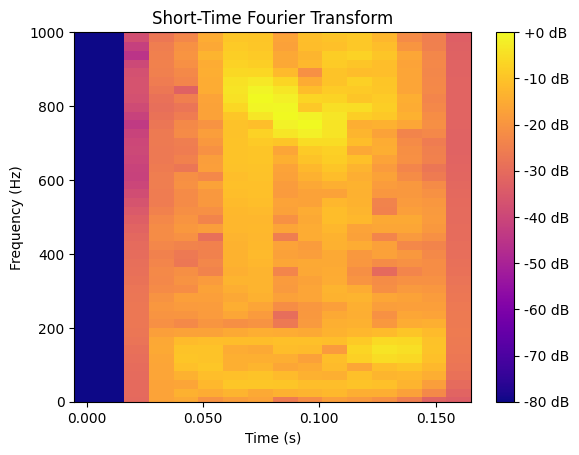 Short-Time Fourier Transform
1000
800
600
400
200
0
Frequency (Hz)
0.000
0.050
0.100
0.150
Time (s)
+0 dB
-10 dB
-20 dB
-30 dB
-40 dB
-50 dB
-60 dB
-70 dB
-80 dB